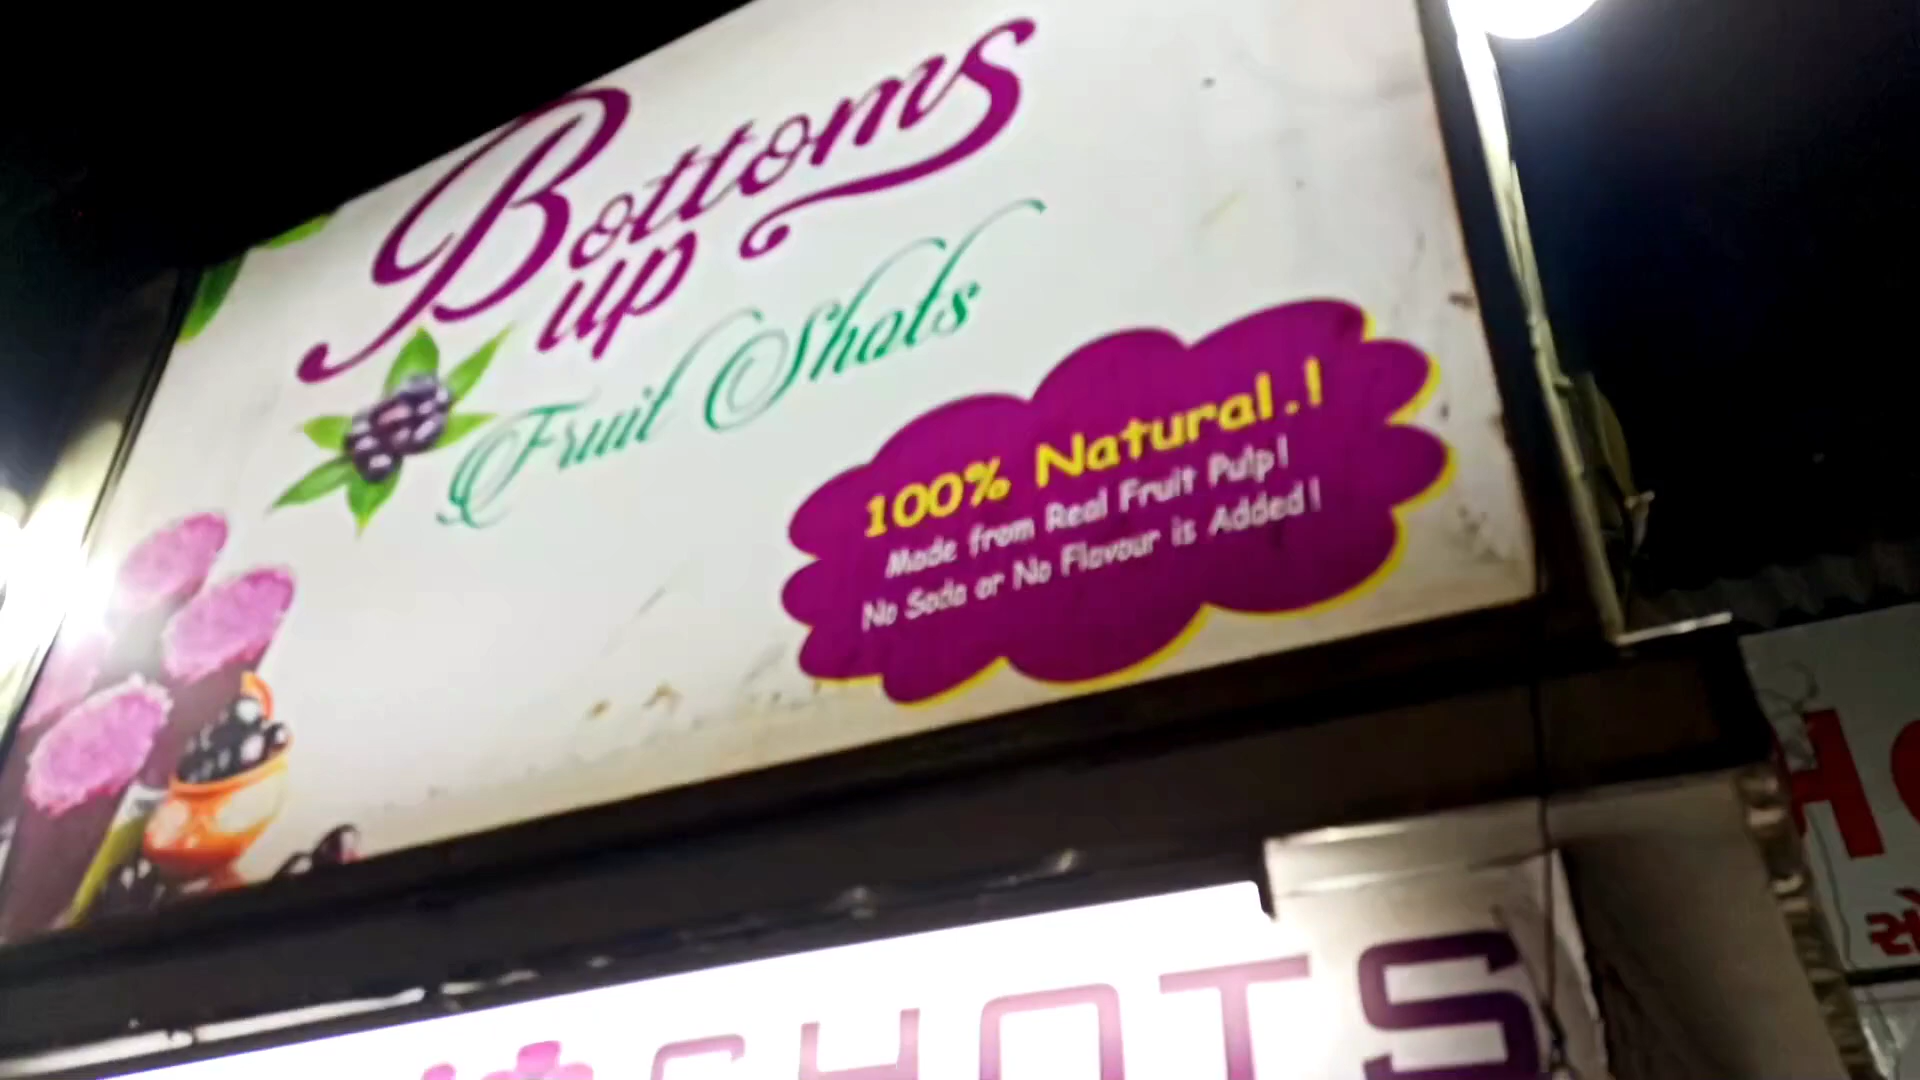 Bottoms
up
Fruit Shots
100% Natural.!
Made from Real Fruit Pulp!
No Soda or No Flavour is Added!
SHOTS